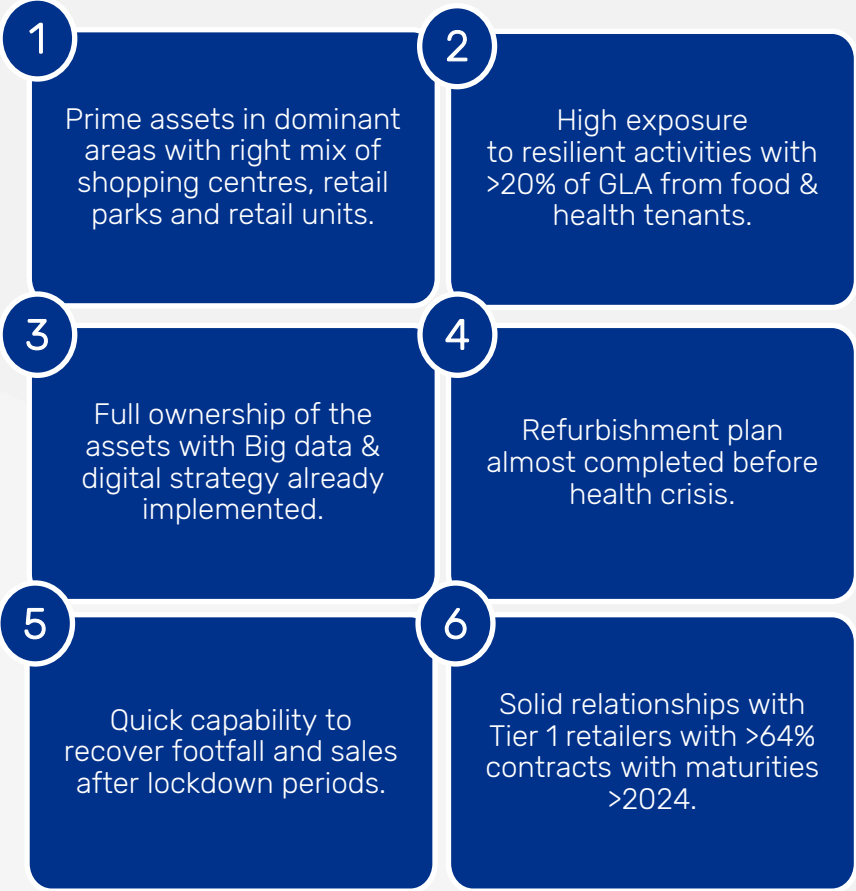 1
Prime assets in dominant
areas with right mix of
shopping centres, retail
parks and retail units.
2
High exposure
to resilient activities with
>20% of GLA from food &
health tenants.
3
Full ownership of the
assets with Big data &
digital strategy already
implemented.
4
Refurbishment plan
almost completed before
health crisis.
5
Quick capability to
recover footfall and sales
after lockdown periods.
6
Solid relationships with
Tier 1 retailers with >64%
contracts with maturities
>2024.